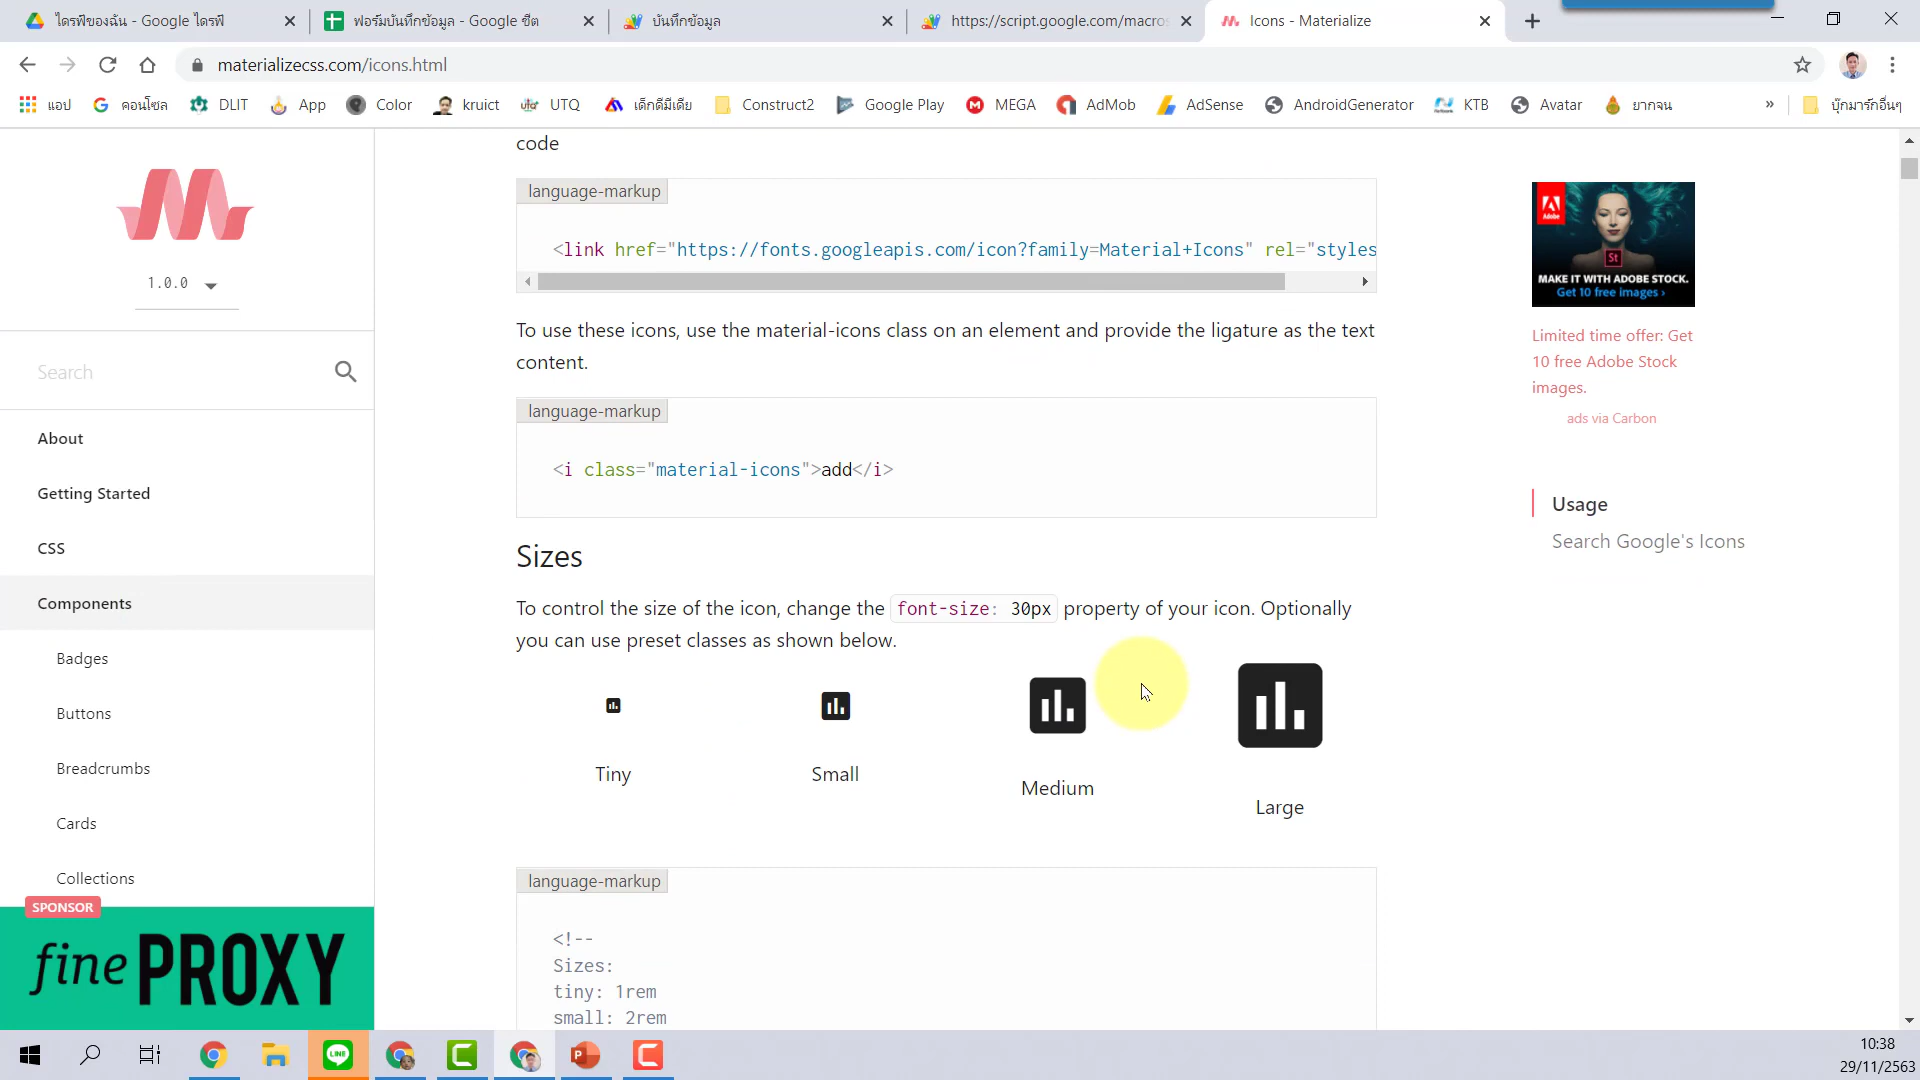 ไดรฟ์ของฉัน - Google ไดรฟ์
ฟอร์มบันทึกข้อมูล - Google ชีต
บันทึกข้อมูล
https://script.google.com/macros
Icons - Materialize
materializecss.com/icons.html
แอป
คอนโซล
DLIT
App
Color
kruict
UTQ
เด็กดีมีเดีย
Construct2
Google Play
MEGA
AdMob
AdSense
AndroidGenerator
KTB
Avatar
ยากจน
»
บุ๊กมาร์กอื่นๆ
1.0.0
Search
About
Getting Started
CSS
Components
Badges
Buttons
Breadcrumbs
Cards
Collections
SPONSOR
fine PROXY
code
language-markup
<link href="https://fonts.googleapis.com/icon?family=Material+Icons" rel="styles
To use these icons, use the material-icons class on an element and provide the ligature as the text
content.
language-markup
<i class="material-icons">add</i>
Sizes
To control the size of the icon, change the font-size: 30px property of your icon. Optionally
you can use preset classes as shown below.
Tiny
Small
Medium
Large
language-markup
<!--
Sizes:
tiny: 1rem
small: 2rem
Adobe
St
MAKE IT WITH ADOBE STOCK.
Get 10 free images ›
Limited time offer: Get
10 free Adobe Stock
images.
ads via Carbon
Usage
Search Google's Icons
LINE
10:38
29/11/2563